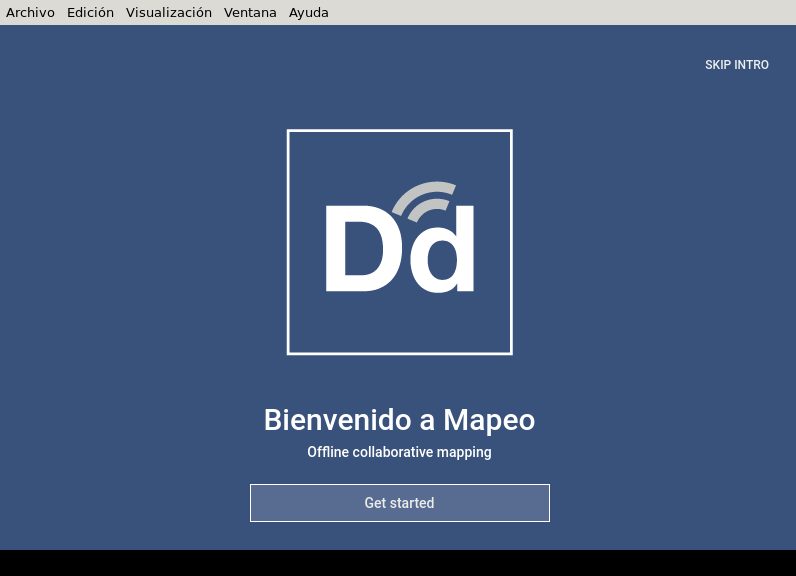 Archivo Edición Visualización Ventana Ayuda
SKIP INTRO
Dd
Bienvenido a Mapeo
Offline collaborative mapping
Get started